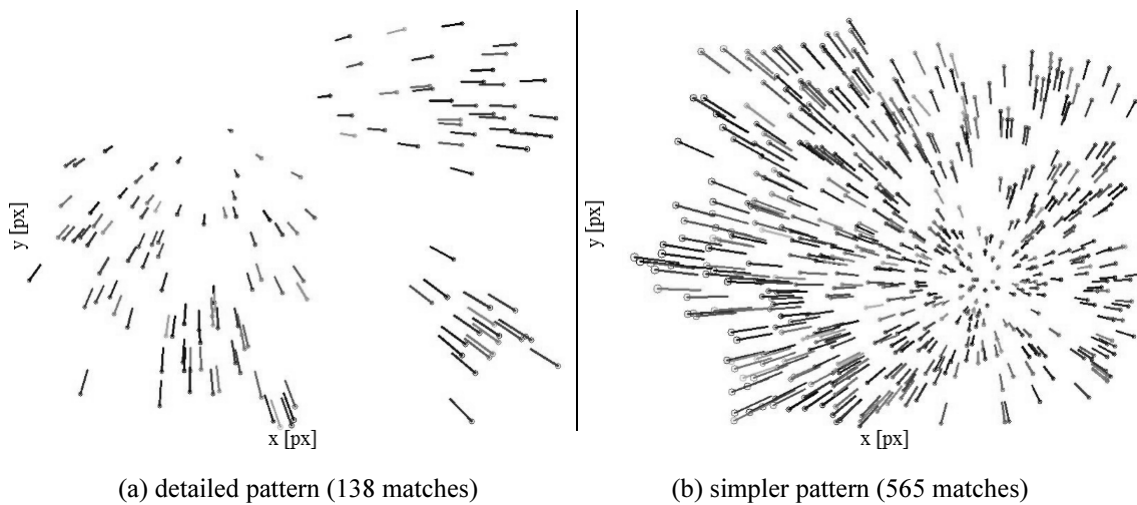 y [px]
x [px]
y [px]
x [px]
(a) detailed pattern (138 matches)
(b) simpler pattern (565 matches)